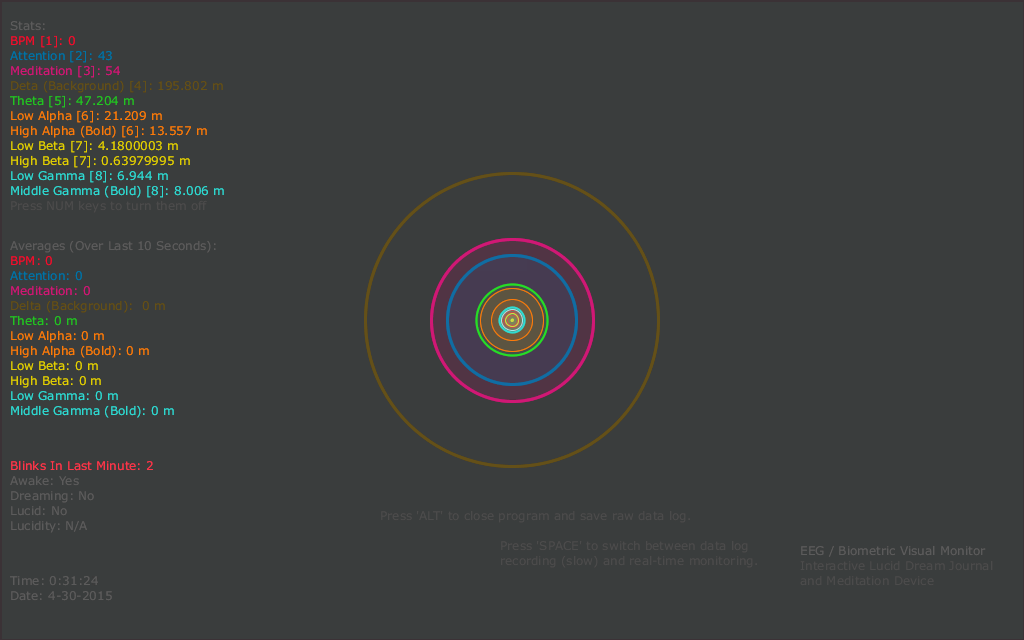 Stats:
BPM [1]: 0
Attention [2]: 43
Meditation [3]: 54
Deta (Background) [4]: 195.802 m
Theta [5]: 47.204 m
Low Alpha [6]: 21.209 m
High Alpha (Bold) [6]: 13.557 m
Low Beta [7]: 4.1800003 m
High Beta [7]: 0.63979995 m
Low Gamma [8]: 6.944 m
Middle Gamma (Bold) [8]: 8.006 m
Press NUM keys to turn them off
Averages (Over Last 10 Seconds):
BPM: 0
Attention: 0
Meditation: 0
Delta (Background):  0 m
Theta: 0 m
Low Alpha: 0 m
High Alpha (Bold): 0 m
Low Beta: 0 m
High Beta: 0 m
Low Gamma: 0 m
Middle Gamma (Bold): 0 m
Blinks In Last Minute: 2
Awake: Yes
Dreaming: No
Lucid: No
Lucidity: N/A
Time: 0:31:24
Date: 4-30-2015
Press 'ALT' to close program and save raw data log.
Press 'SPACE' to switch between data log
recording (slow) and real-time monitoring.
EEG / Biometric Visual Monitor
Interactive Lucid Dream Journal
and Meditation Device